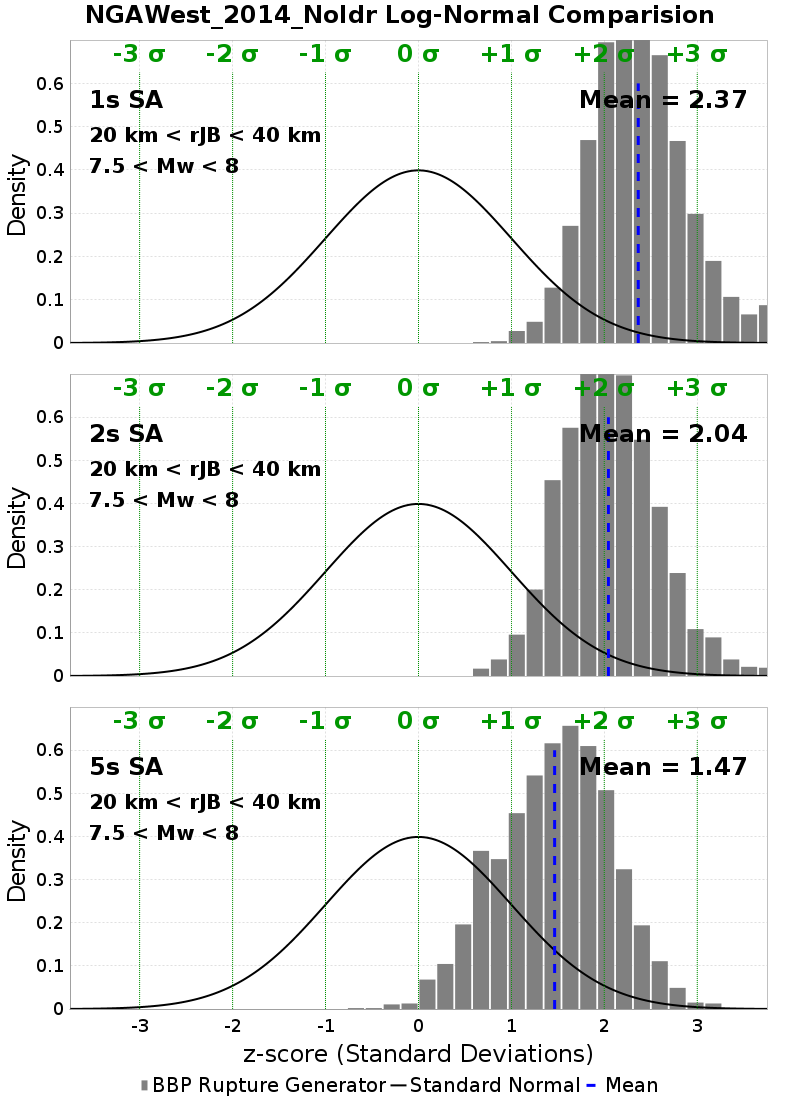 NGAWest_2014_NoIdr Log-Normal Comparision
-3 σ -2 σ -1 σ 0 σ +1 σ +2 σ +3 σ
1s SA Mean = 2.37
20 km < rJB < 40 km
7.5 < Mw < 8
0.6
0.5
0.4
0.3
0.2
0.1
0
Density
-3 σ -2 σ -1 σ 0 σ +1 σ +2 σ +3 σ
2s SA Mean = 2.04
20 km < rJB < 40 km
7.5 < Mw < 8
0.6
0.5
0.4
0.3
0.2
0.1
0
Density
-3 σ -2 σ -1 σ 0 σ +1 σ +2 σ +3 σ
5s SA Mean = 1.47
20 km < rJB < 40 km
7.5 < Mw < 8
0.6
0.5
0.4
0.3
0.2
0.1
0
Density
-3 -2 -1 0 1 2 3
z-score (Standard Deviations)
BBP Rupture Generator Standard Normal Mean